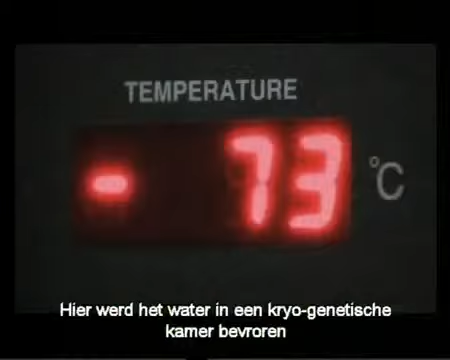 TEMPERATURE
- 73 °C
Hier werd het water in een kryo-genetische
kamer bevroren